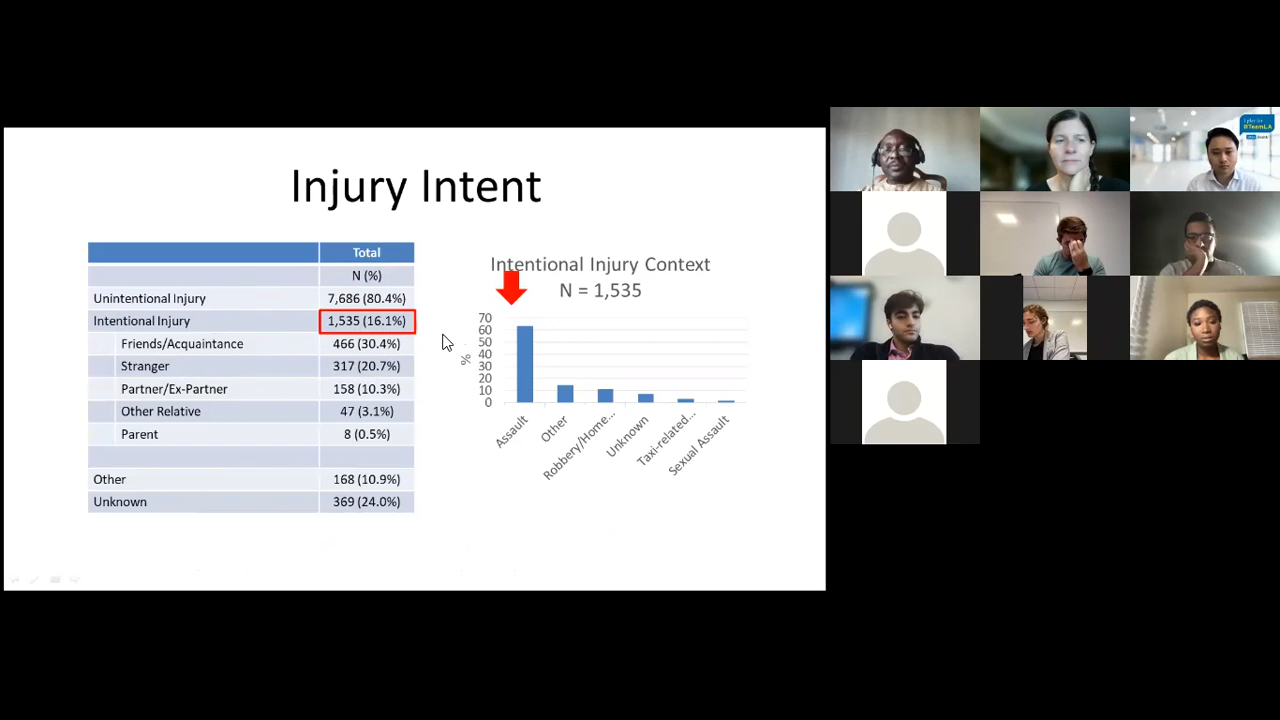 Injury Intent
Total
N (%)
Unintentional Injury 7,686 (80.4%)
Intentional Injury 1,535 (16.1%)
Friends/Acquaintance 466 (30.4%)
Stranger 317 (20.7%)
Partner/Ex-Partner 158 (10.3%)
Other Relative 47 (3.1%)
Parent 8 (0.5%)
Other 168 (10.9%)
Unknown 369 (24.0%)
Intentional Injury Context
N = 1,535
70
60
50
40
30
20
10
0
%
Assault
Other
Robbery/Home...
Unknown
Taxi-related...
Sexual Assault
#TeamLA